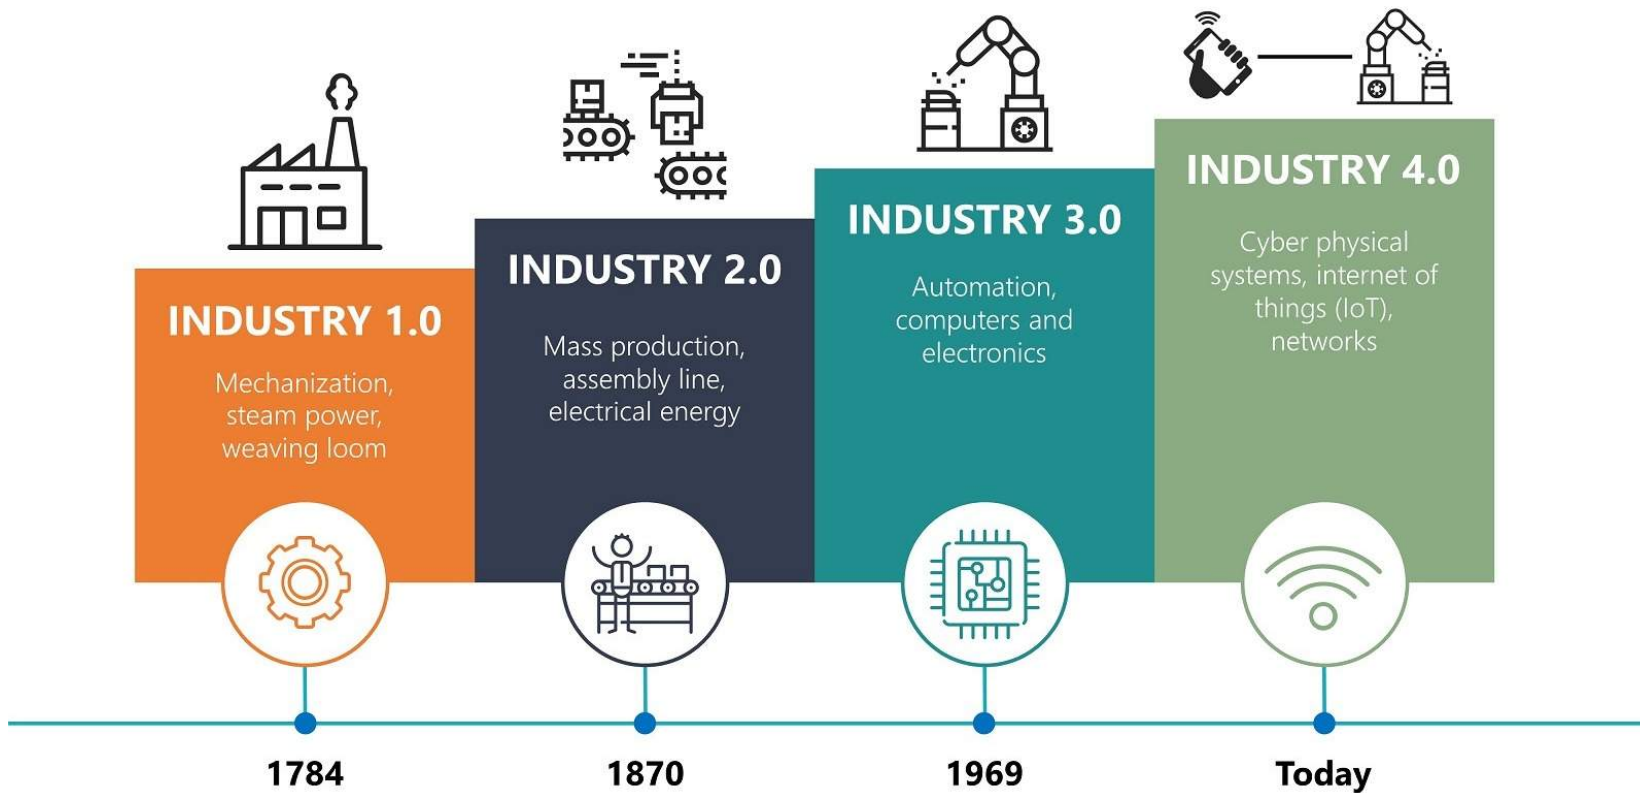 INDUSTRY 1.0
Mechanization,
steam power,
weaving loom
INDUSTRY 2.0
Mass production,
assembly line,
electrical energy
INDUSTRY 3.0
Automation,
computers and
electronics
INDUSTRY 4.0
Cyber physical
systems, internet of
things (IoT),
networks
1784
1870
1969
Today